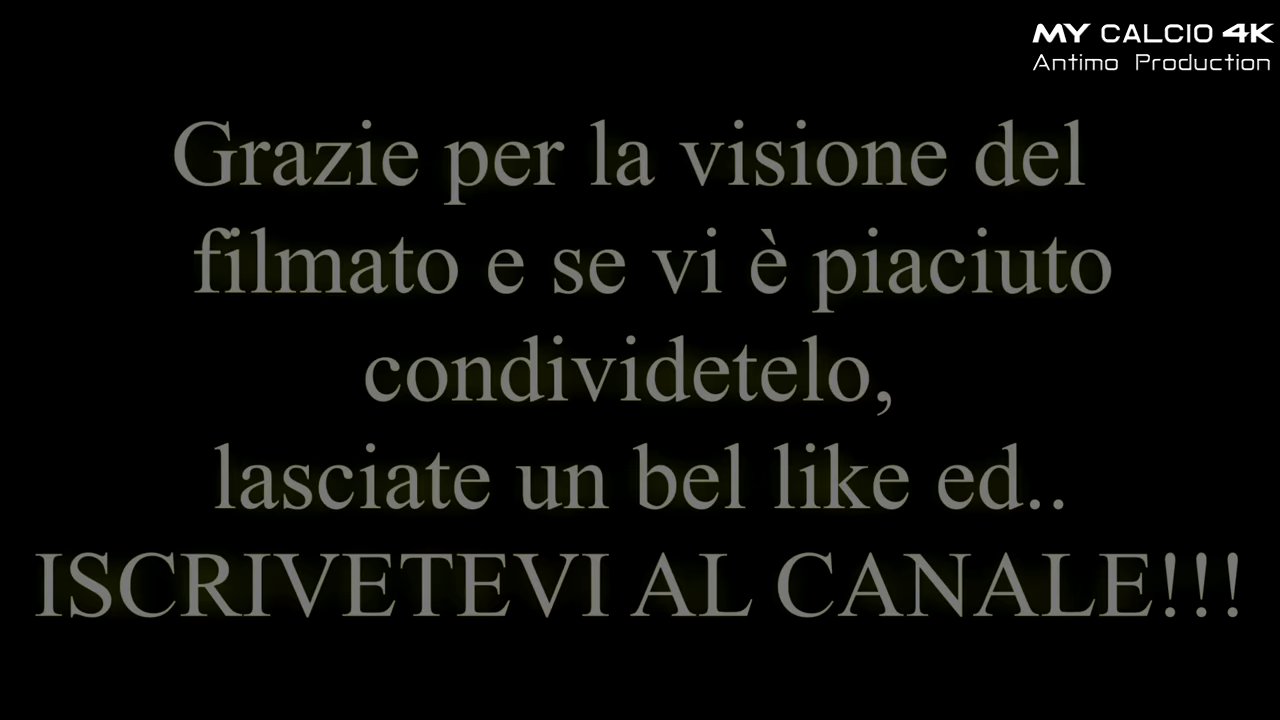 MY CALCIO 4K
Antimo Production
Grazie per la visione del
filmato e se vi è piaciuto
condividetelo,
lasciate un bel like ed..
ISCRIVETEVI AL CANALE!!!